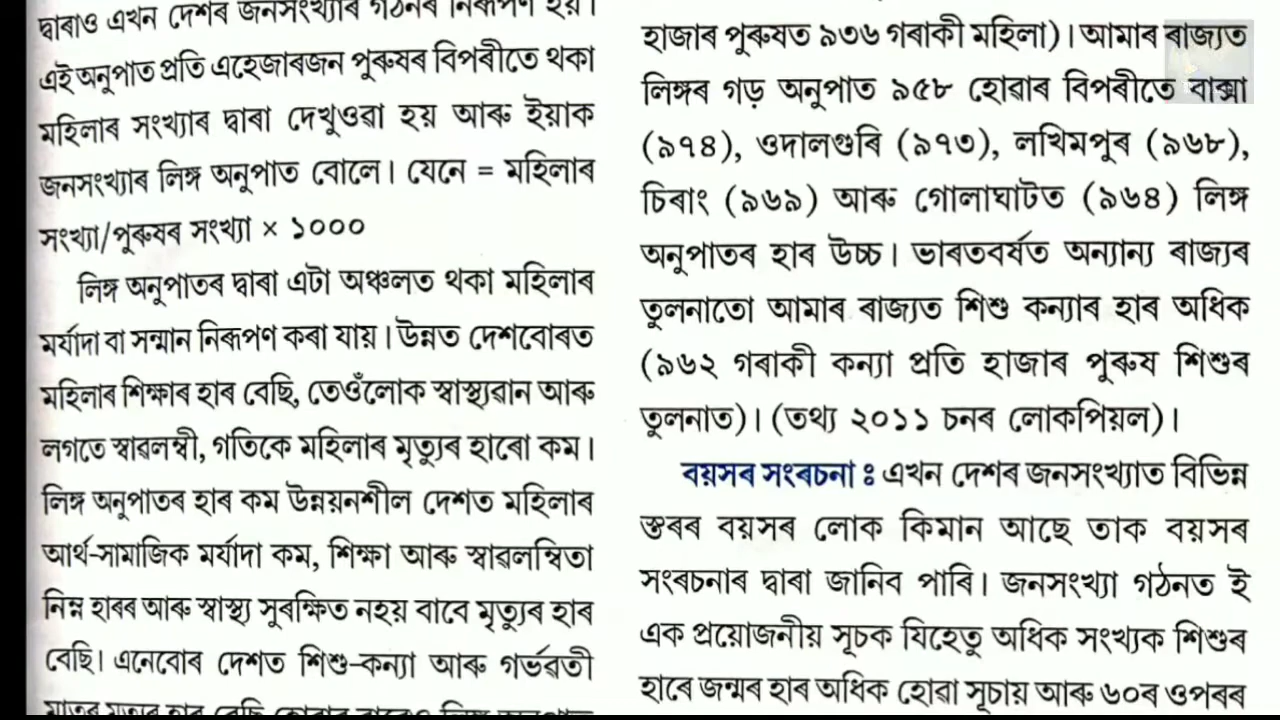 দ্বাৰাও এখন দেশৰ জনসংখ্যাৰ গঠনৰ নিৰূপণ হয়।
এই অনুপাত প্ৰতি এহেজাৰজন পুৰুষৰ বিপৰীতে থকা
মহিলাৰ সংখ্যাৰ দ্বাৰা দেখুওৱা হয় আৰু ইয়াক
জনসংখ্যাৰ লিঙ্গ অনুপাত বোলে। যেনে = মহিলাৰ
সংখ্যা/পুৰুষৰ সংখ্যা × ১০০০
লিঙ্গ অনুপাতৰ দ্বাৰা এটা অঞ্চলত থকা মহিলাৰ
মৰ্যাদা বা সন্মান নিৰূপণ কৰা যায়। উন্নত দেশবোৰত
মহিলাৰ শিক্ষাৰ হাৰ বেছি, তেওঁলোক স্বাস্থ্যৱান আৰু
লগতে স্বাৱলম্বী, গতিকে মহিলাৰ মৃত্যুৰ হাৰো কম।
লিঙ্গ অনুপাতৰ হাৰ কম উন্নয়নশীল দেশত মহিলাৰ
আৰ্থ-সামাজিক মৰ্যাদা কম, শিক্ষা আৰু স্বাৱলম্বিতা
নিম্ন হাৰৰ আৰু স্বাস্থ্য সুৰক্ষিত নহয় বাবে মৃত্যুৰ হাৰ
বেছি। এনেবোৰ দেশত শিশু-কন্যা আৰু গৰ্ভৱতী
মাতৃৰ মৃত্যুৰ হাৰ বেছি হোৱাৰ বাবেও লিঙ্গ অনুপাত
হাজাৰ পুৰুষত ৯৩৬ গৰাকী মহিলা)। আমাৰ ৰাজ্যত
লিঙ্গৰ গড় অনুপাত ৯৫৮ হোৱাৰ বিপৰীতে বাক্সা
(৯৭৪), ওদালগুৰি (৯৭৩), লখিমপুৰ (৯৬৮),
চিৰাং (৯৬৯) আৰু গোলাঘাটত (৯৬৪) লিঙ্গ
অনুপাতৰ হাৰ উচ্চ। ভাৰতবৰ্ষত অন্যান্য ৰাজ্যৰ
তুলনাতো আমাৰ ৰাজ্যত শিশু কন্যাৰ হাৰ অধিক
(৯৬২ গৰাকী কন্যা প্ৰতি হাজাৰ পুৰুষ শিশুৰ
তুলনাত)। (তথ্য ২০১১ চনৰ লোকপিয়ল)।
বয়সৰ সংৰচনা ঃ এখন দেশৰ জনসংখ্যাত বিভিন্ন
স্তৰৰ বয়সৰ লোক কিমান আছে তাক বয়সৰ
সংৰচনাৰ দ্বাৰা জানিব পাৰি। জনসংখ্যা গঠনত ই
এক প্ৰয়োজনীয় সূচক যিহেতু অধিক সংখ্যক শিশুৰ
হাৰে জন্মৰ হাৰ অধিক হোৱা সূচায় আৰু ৬০ৰ ওপৰৰ